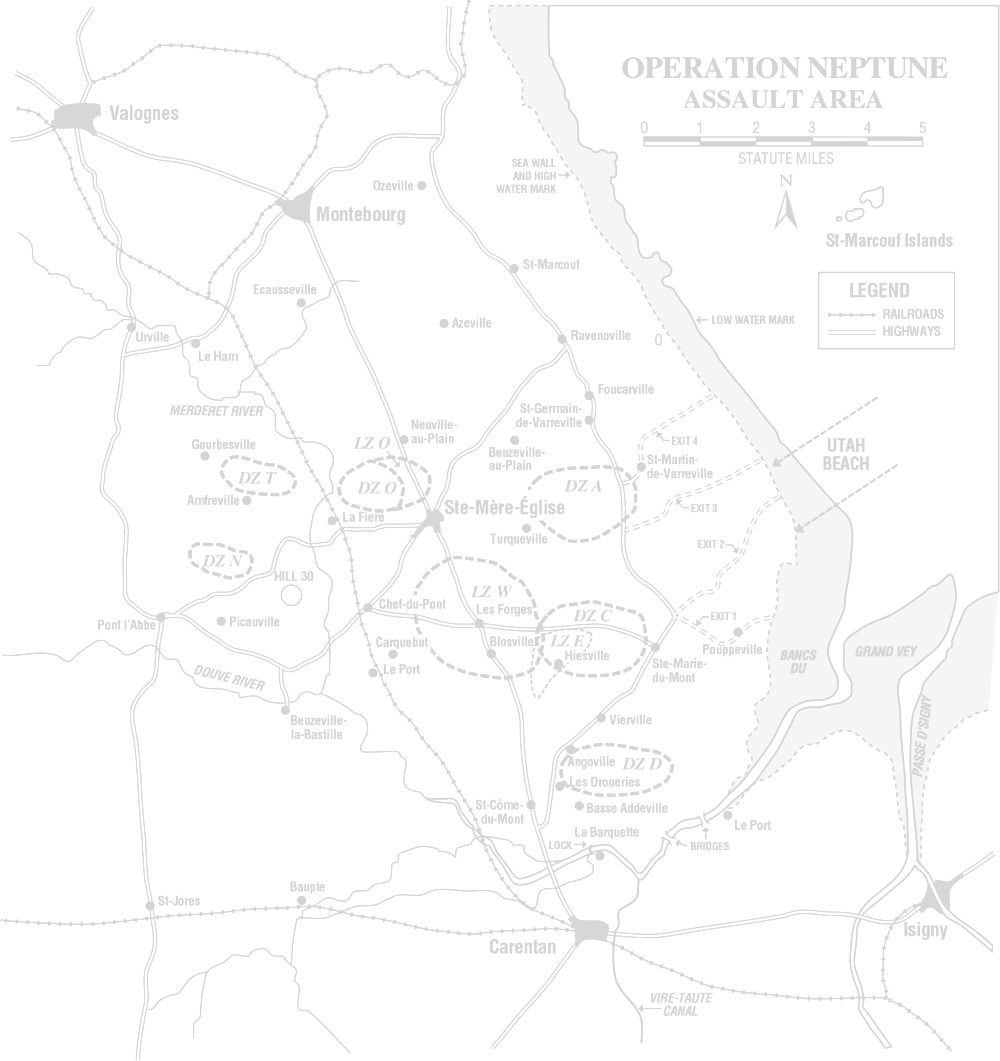 OPERATION NEPTUNE
ASSAULT AREA
0 1 2 3 4 5
STATUTE MILES
N
St-Marcouf Islands
LEGEND
RAILROADS
HIGHWAYS
Valognes
SEA WALL
AND HIGH
WATER MARK
Ozeville
Montebourg
St-Marcouf
Ecausseville
Azeville
LOW WATER MARK
Urville
Ravenoville
0
Le Ham
Foucarville
MERDERET RIVER
St-Germain-
de-Varreville
Neuville-
au-Plain
LZ O
EXIT 4
Gourbesville
Beuzeville-
au-Plain
UTAH
BEACH
St-Martin-
de-Varreville
DZ T
DZ O
DZ A
Amfreville
Ste-Mère-Église
EXIT 3
La Fiere
Turqueville
EXIT 2
DZ N
HILL 30
LZ W
Chef-du-Pont
Les Forges
DZ C
EXIT 1
Pont l'Abbe
Picauville
Carquebut
Blosville
LZ E
Hiesville
Pouppeville
BANCS
DU
GRAND VEY
Le Port
Ste-Marie-
du-Mont
DOUVE RIVER
Beuzeville-
la-Bastille
Vierville
PASSE D'SIGNY
Angoville
DZ D
Les Droueries
St-Côme-
du-Mont
Basse Addeville
Le Port
La Barquette
LOCK
BRIDGES
Baupte
St-Jores
Carentan
Isigny
VIRE-TAUTE
CANAL